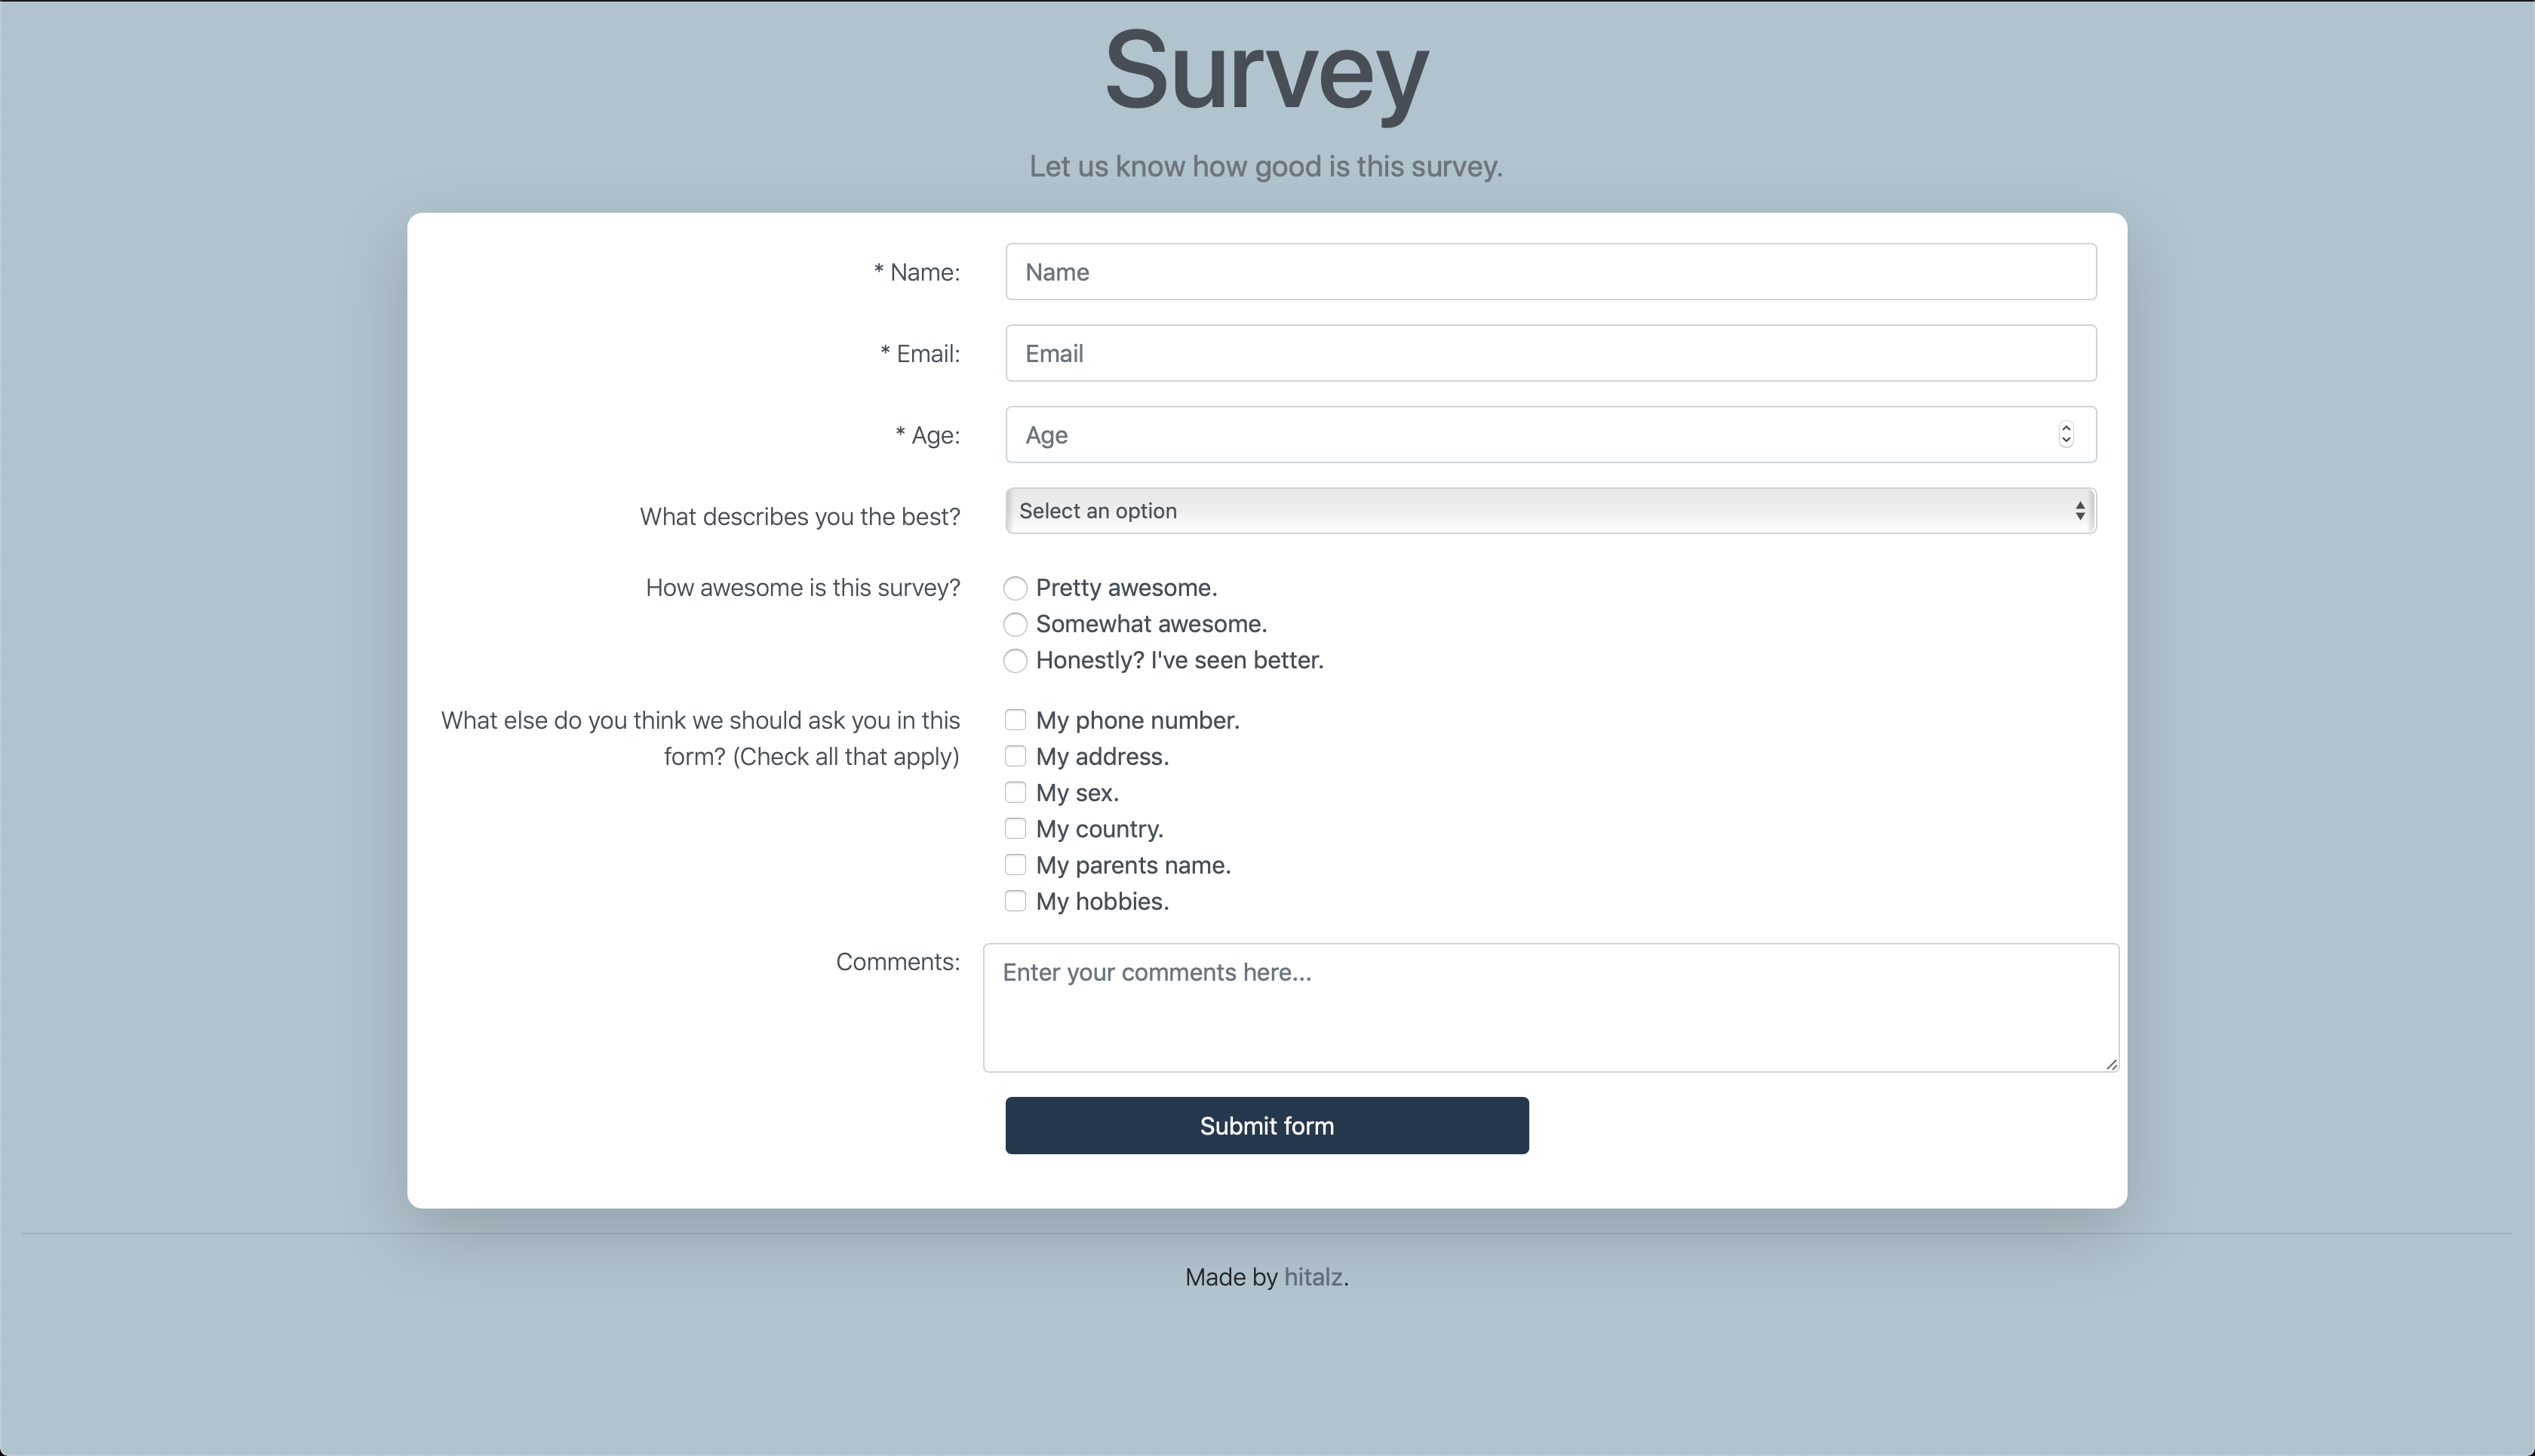 Survey
Let us know how good is this survey.
* Name:
Name
* Email:
Email
* Age:
Age
What describes you the best?
Select an option
How awesome is this survey?
Pretty awesome.
Somewhat awesome.
Honestly? I've seen better.
What else do you think we should ask you in this
form? (Check all that apply)
My phone number.
My address.
My sex.
My country.
My parents name.
My hobbies.
Comments:
Enter your comments here...
Submit form
Made by hitalz.